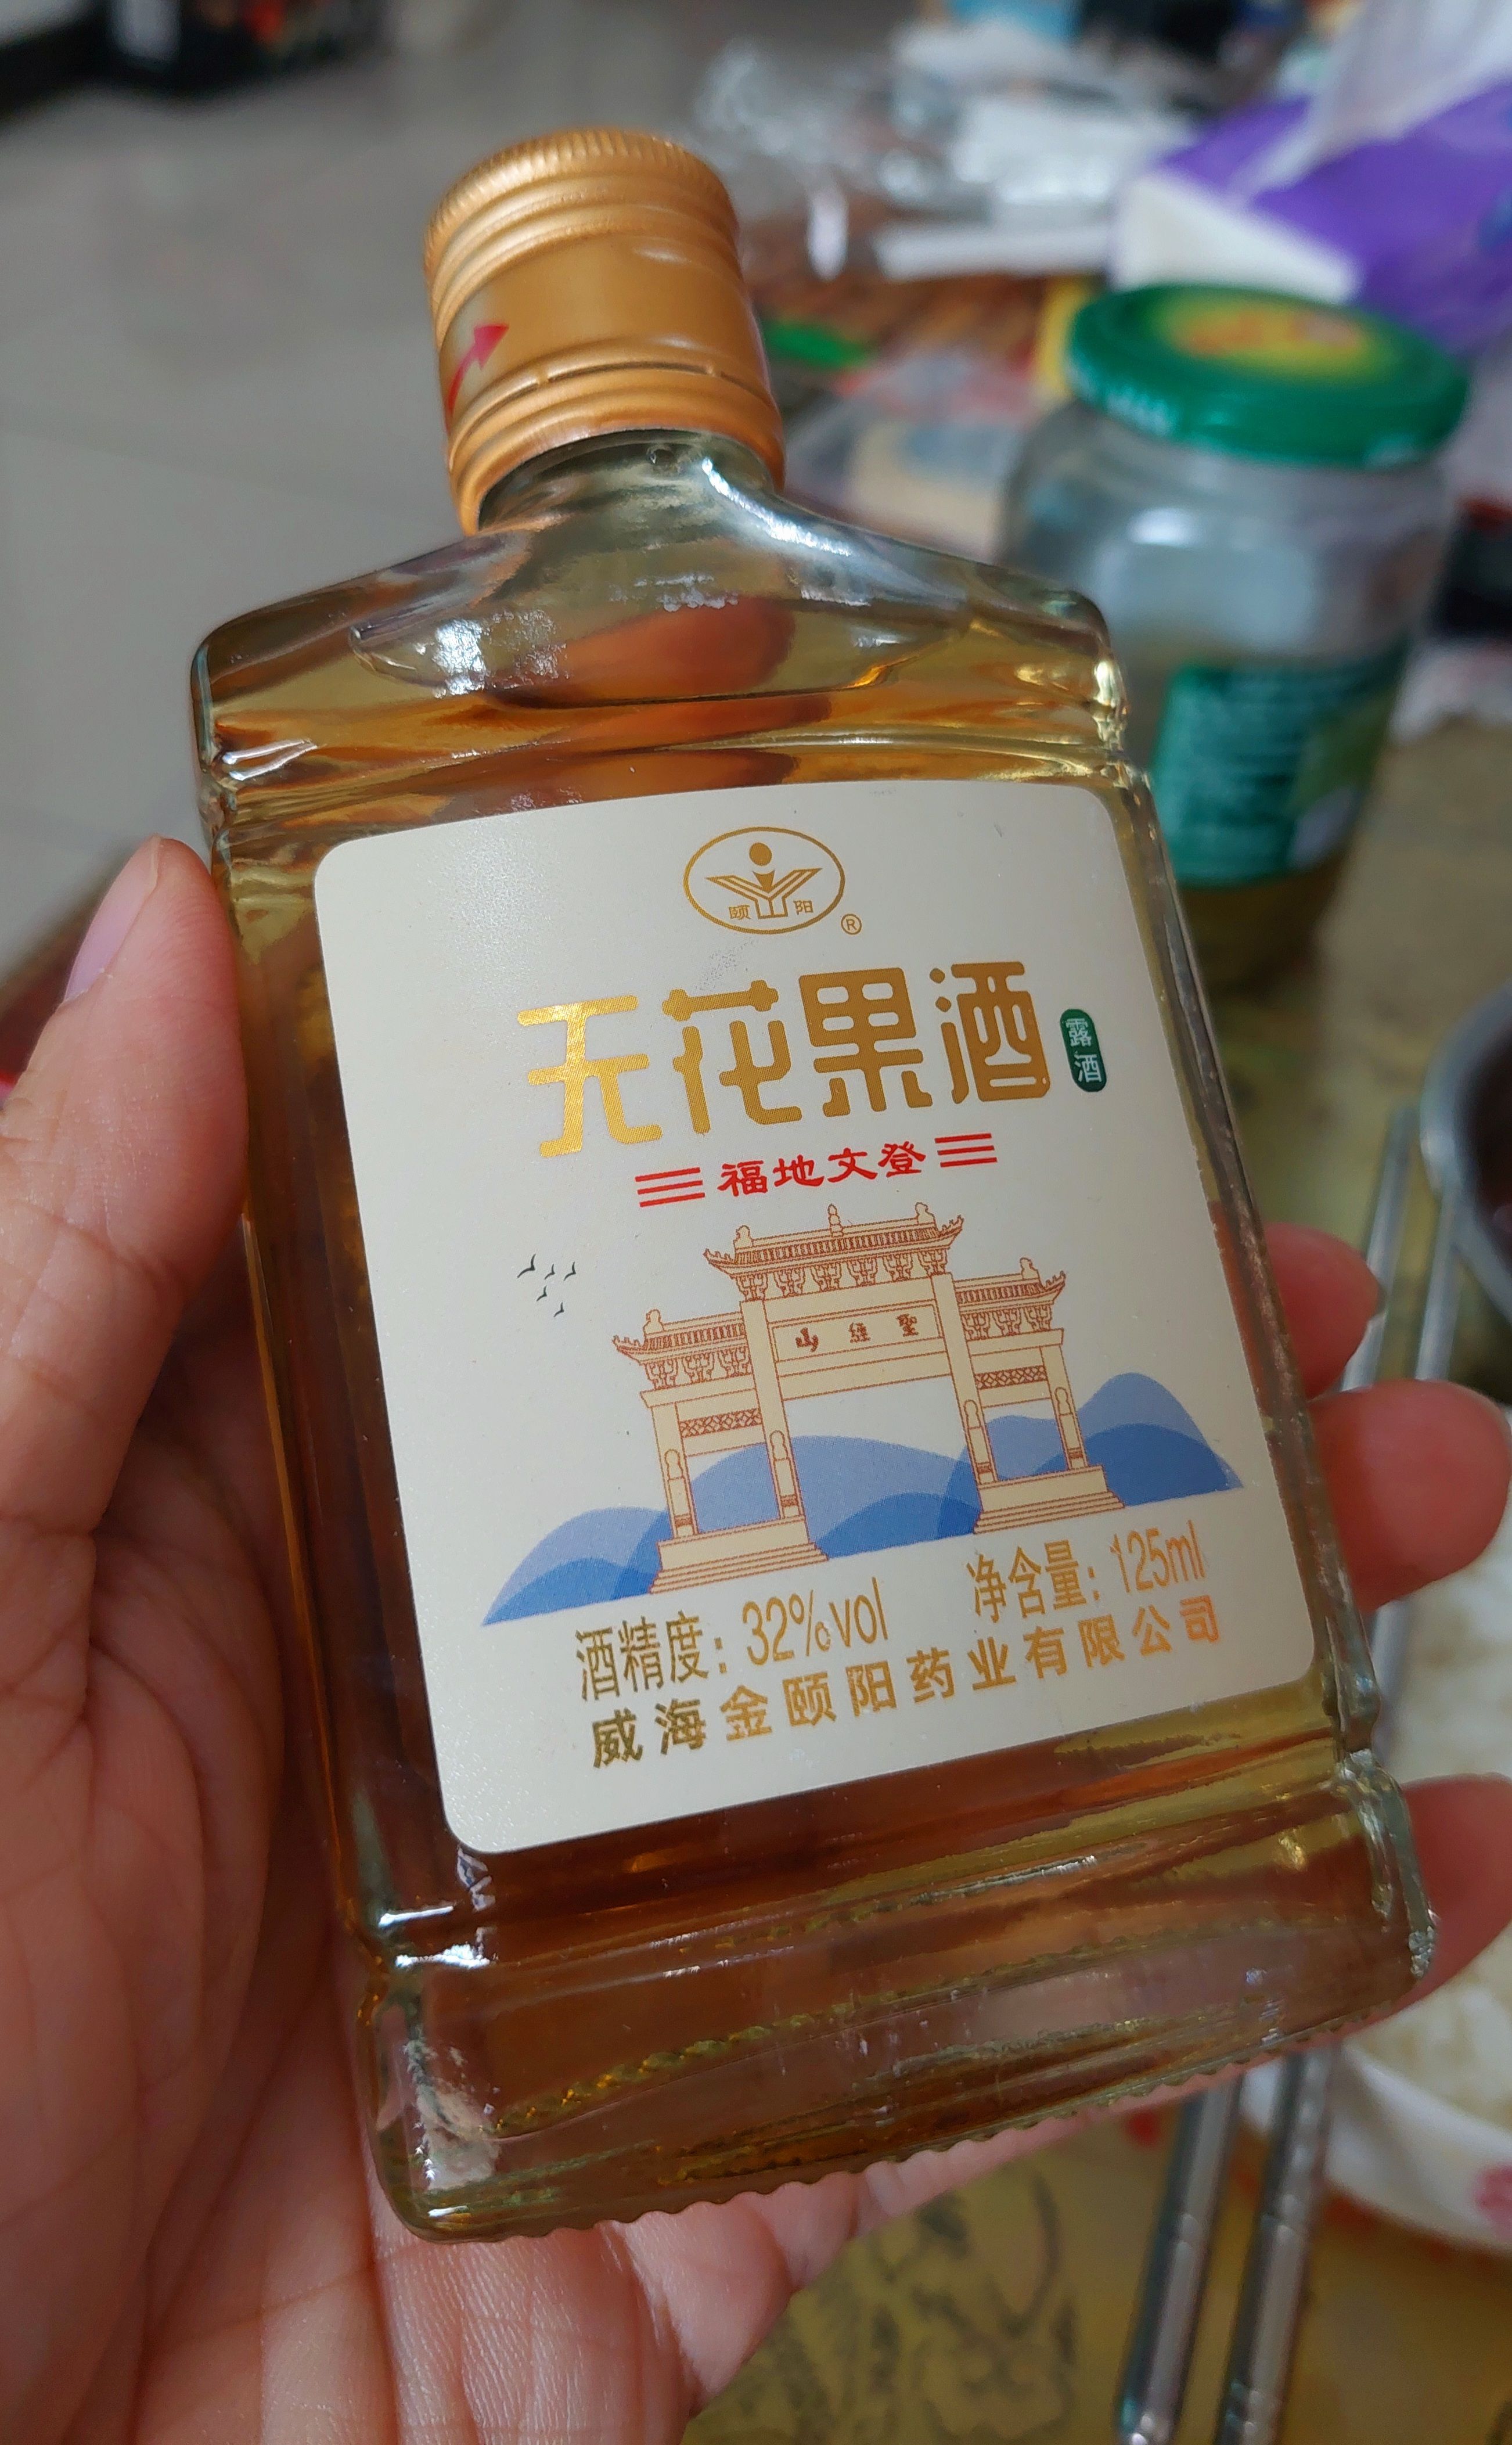 颐阳
®
无花果酒
露酒
福地文登
山经聖
酒精度：32%vol 净含量：125ml
威海金颐阳药业有限公司